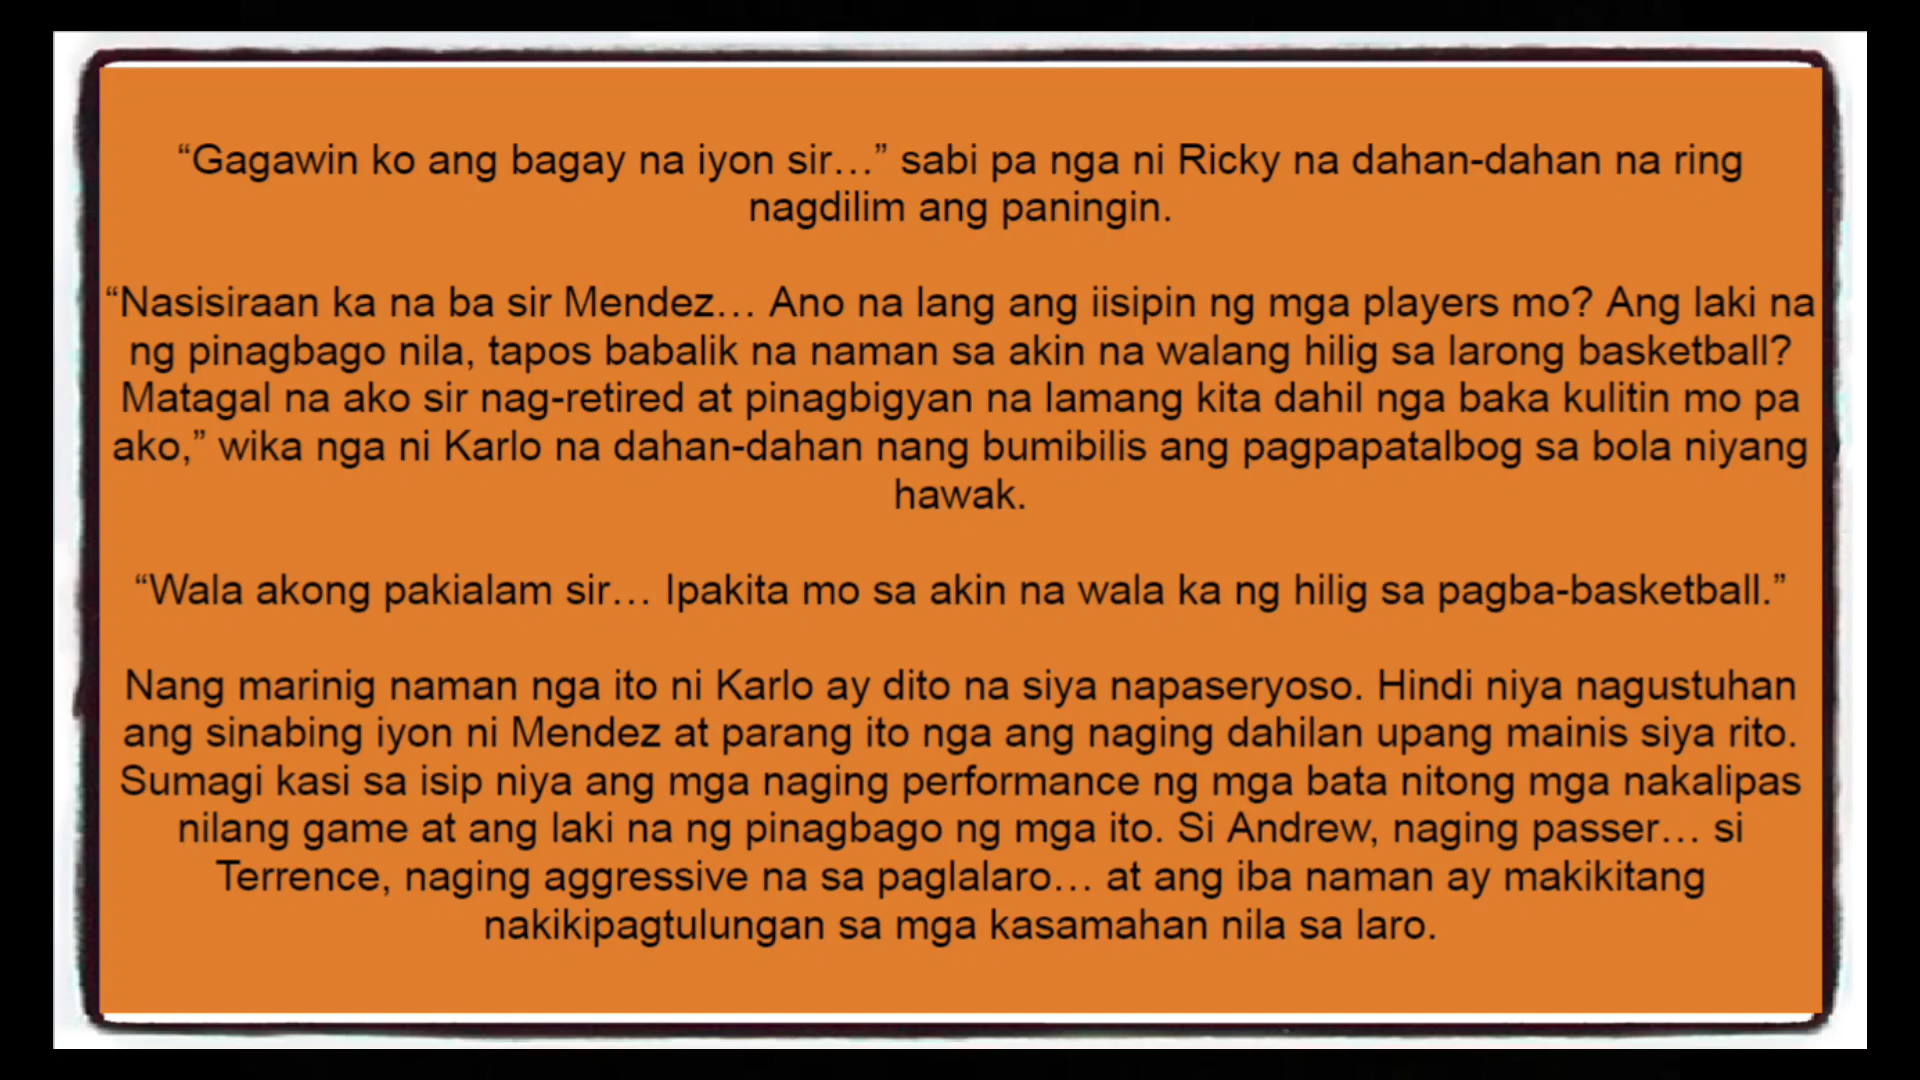 “Gagawin ko ang bagay na iyon sir…” sabi pa nga ni Ricky na dahan-dahan na ring
nagdilim ang paningin.
“Nasisiraan ka na ba sir Mendez… Ano na lang ang iisipin ng mga players mo? Ang laki na
ng pinagbago nila, tapos babalik na naman sa akin na walang hilig sa larong basketball?
Matagal na ako sir nag-retired at pinagbigyan na lamang kita dahil nga baka kulitin mo pa
ako,” wika nga ni Karlo na dahan-dahan nang bumibilis ang pagpapatalbog sa bola niyang
hawak.
“Wala akong pakialam sir… Ipakita mo sa akin na wala ka ng hilig sa pagba-basketball.”
Nang marinig naman nga ito ni Karlo ay dito na siya napaseryoso. Hindi niya nagustuhan
ang sinabing iyon ni Mendez at parang ito nga ang naging dahilan upang mainis siya rito.
Sumagi kasi sa isip niya ang mga naging performance ng mga bata nitong mga nakalipas
nilang game at ang laki na ng pinagbago ng mga ito. Si Andrew, naging passer… si
Terrence, naging aggressive na sa paglalaro… at ang iba naman ay makikitang
nakikipagtulungan sa mga kasamahan nila sa laro.